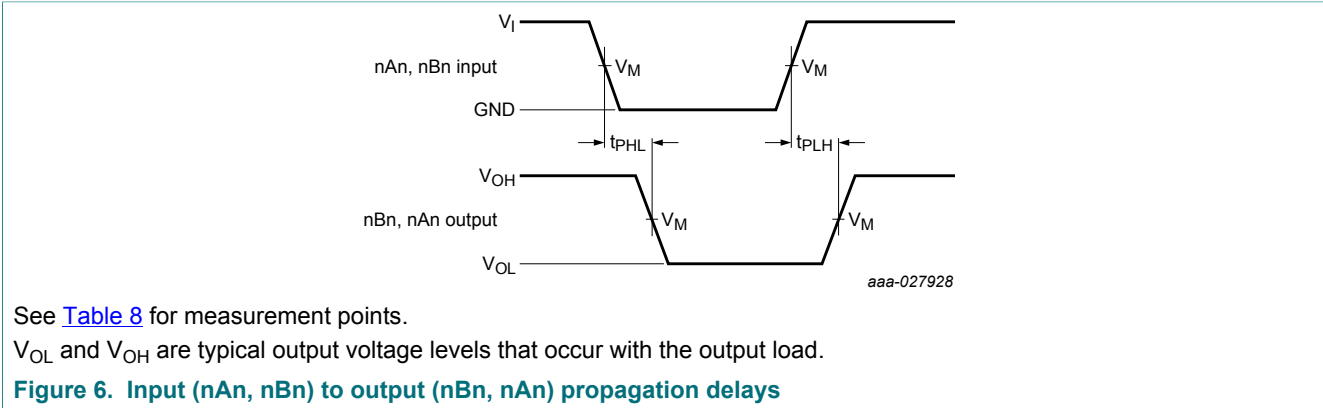 VI
nAn, nBn input
VM
VM
GND
tPHL
tPLH
VOH
nBn, nAn output
VM
VM
VOL
aaa-027928
See Table 8 for measurement points.
VOL and VOH are typical output voltage levels that occur with the output load.
Figure 6. Input (nAn, nBn) to output (nBn, nAn) propagation delays